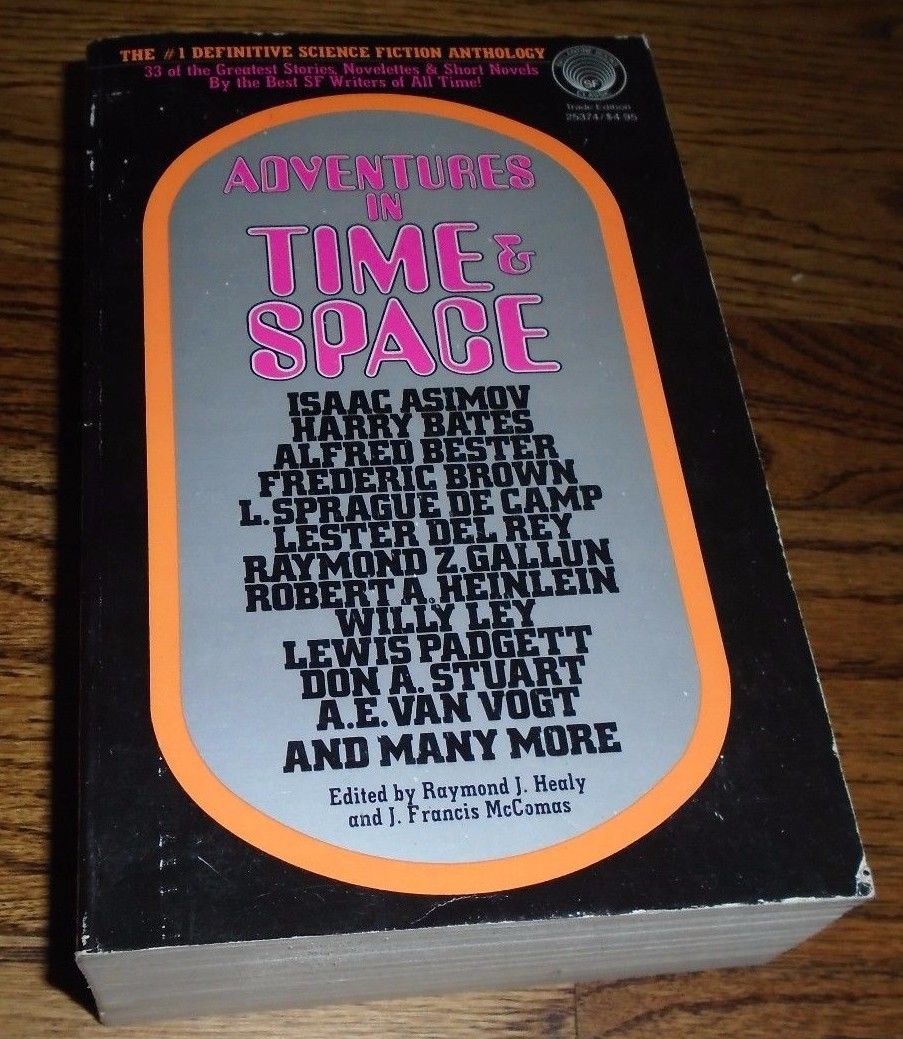 THE #1 DEFINITIVE SCIENCE FICTION ANTHOLOGY
33 of the Greatest Stories, Novelettes & Short Novels
By the Best SF Writers of All Time!
SF
Trade Edition
25374/$4.95
ADVENTURES
IN
TIME &
SPACE
ISAAC ASIMOV
HARRY BATES
ALFRED BESTER
FREDERIC BROWN
L. SPRAGUE DE CAMP
LESTER DEL REY
RAYMOND Z. GALLUN
ROBERT A. HEINLEIN
WILLY LEY
LEWIS PADGETT
DON A. STUART
A.E. VAN VOGT
AND MANY MORE
Edited by Raymond J. Healy
and J. Francis McComas